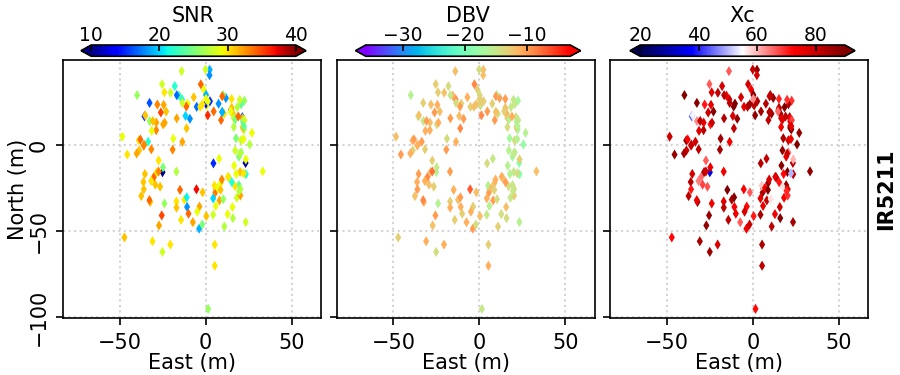 SNR DBV Xc
10 20 30 40 −30 −20 −10 20 40 60 80
North (m)
0
−50
−100
−50 0 50 −50 0 50 −50 0 50
East (m) East (m) East (m)
IR5211